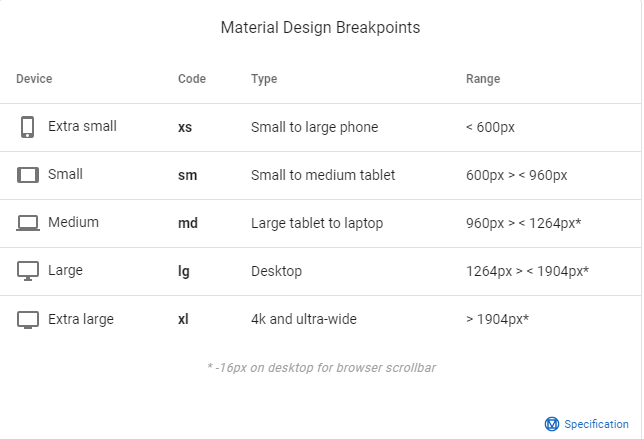 Material Design Breakpoints
Device Code Type Range
Extra small xs Small to large phone < 600px
Small sm Small to medium tablet 600px > < 960px
Medium md Large tablet to laptop 960px > < 1264px*
Large lg Desktop 1264px > < 1904px*
Extra large xl 4k and ultra-wide > 1904px*
* -16px on desktop for browser scrollbar
Specification